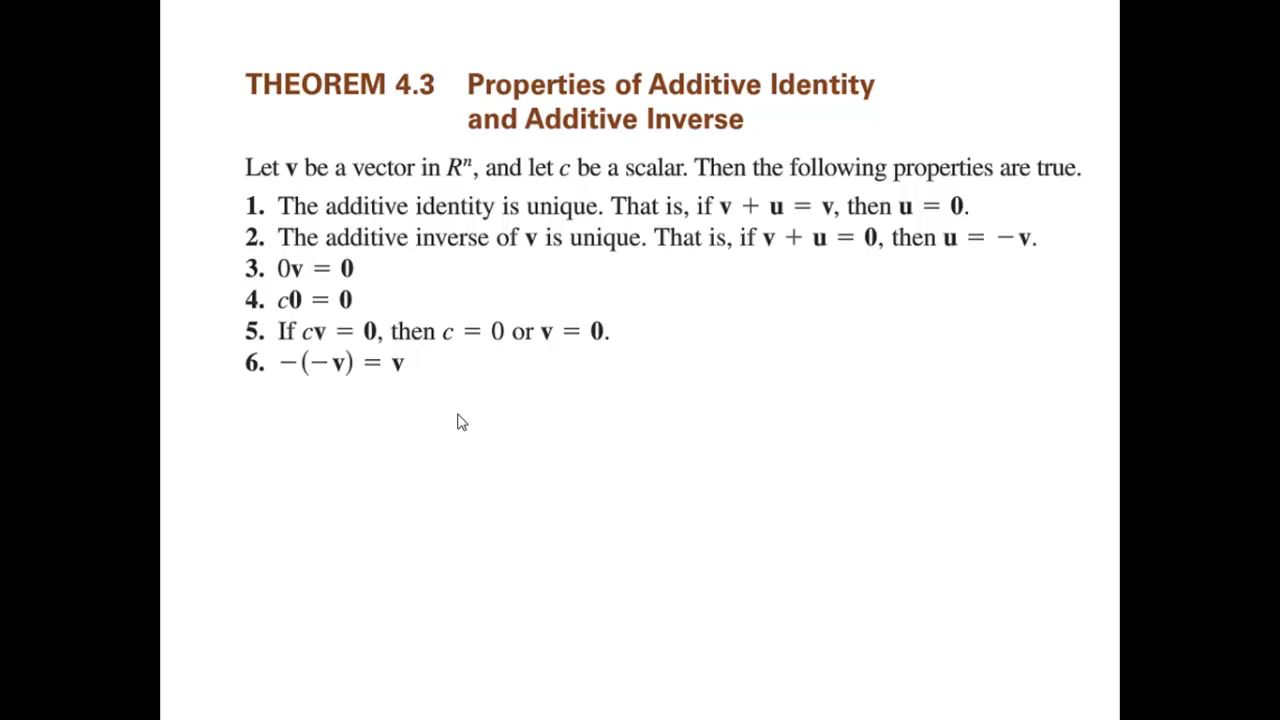 THEOREM 4.3 Properties of Additive Identity
and Additive Inverse
Let v be a vector in Rⁿ, and let c be a scalar. Then the following properties are true.
1. The additive identity is unique. That is, if v + u = v, then u = 0.
2. The additive inverse of v is unique. That is, if v + u = 0, then u = −v.
3. 0v = 0
4. c0 = 0
5. If cv = 0, then c = 0 or v = 0.
6. −(−v) = v